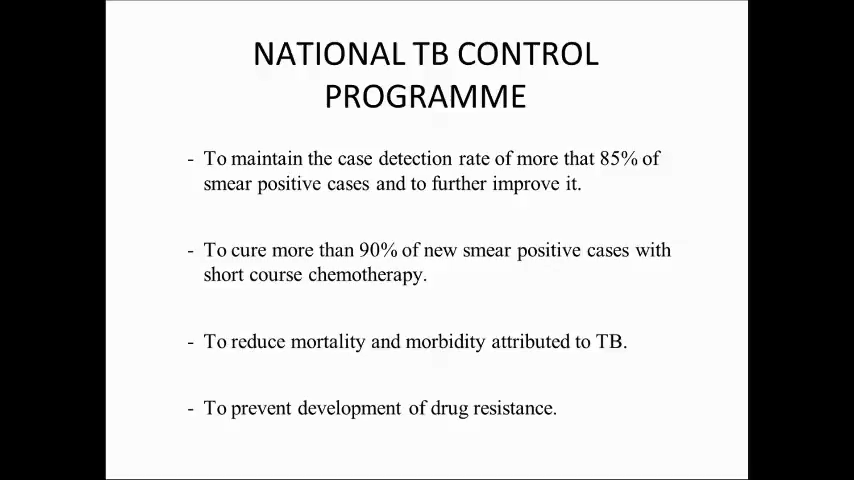 NATIONAL TB CONTROL
PROGRAMME
- To maintain the case detection rate of more that 85% of
smear positive cases and to further improve it.
- To cure more than 90% of new smear positive cases with
short course chemotherapy.
- To reduce mortality and morbidity attributed to TB.
- To prevent development of drug resistance.